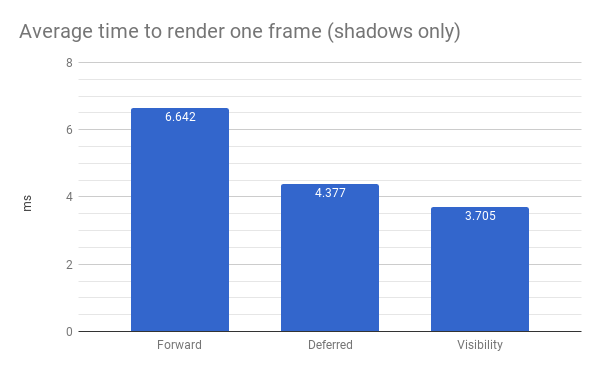 Average time to render one frame (shadows only)
8
6
4
2
0
ms
6.642
4.377
3.705
Forward
Deferred
Visibility